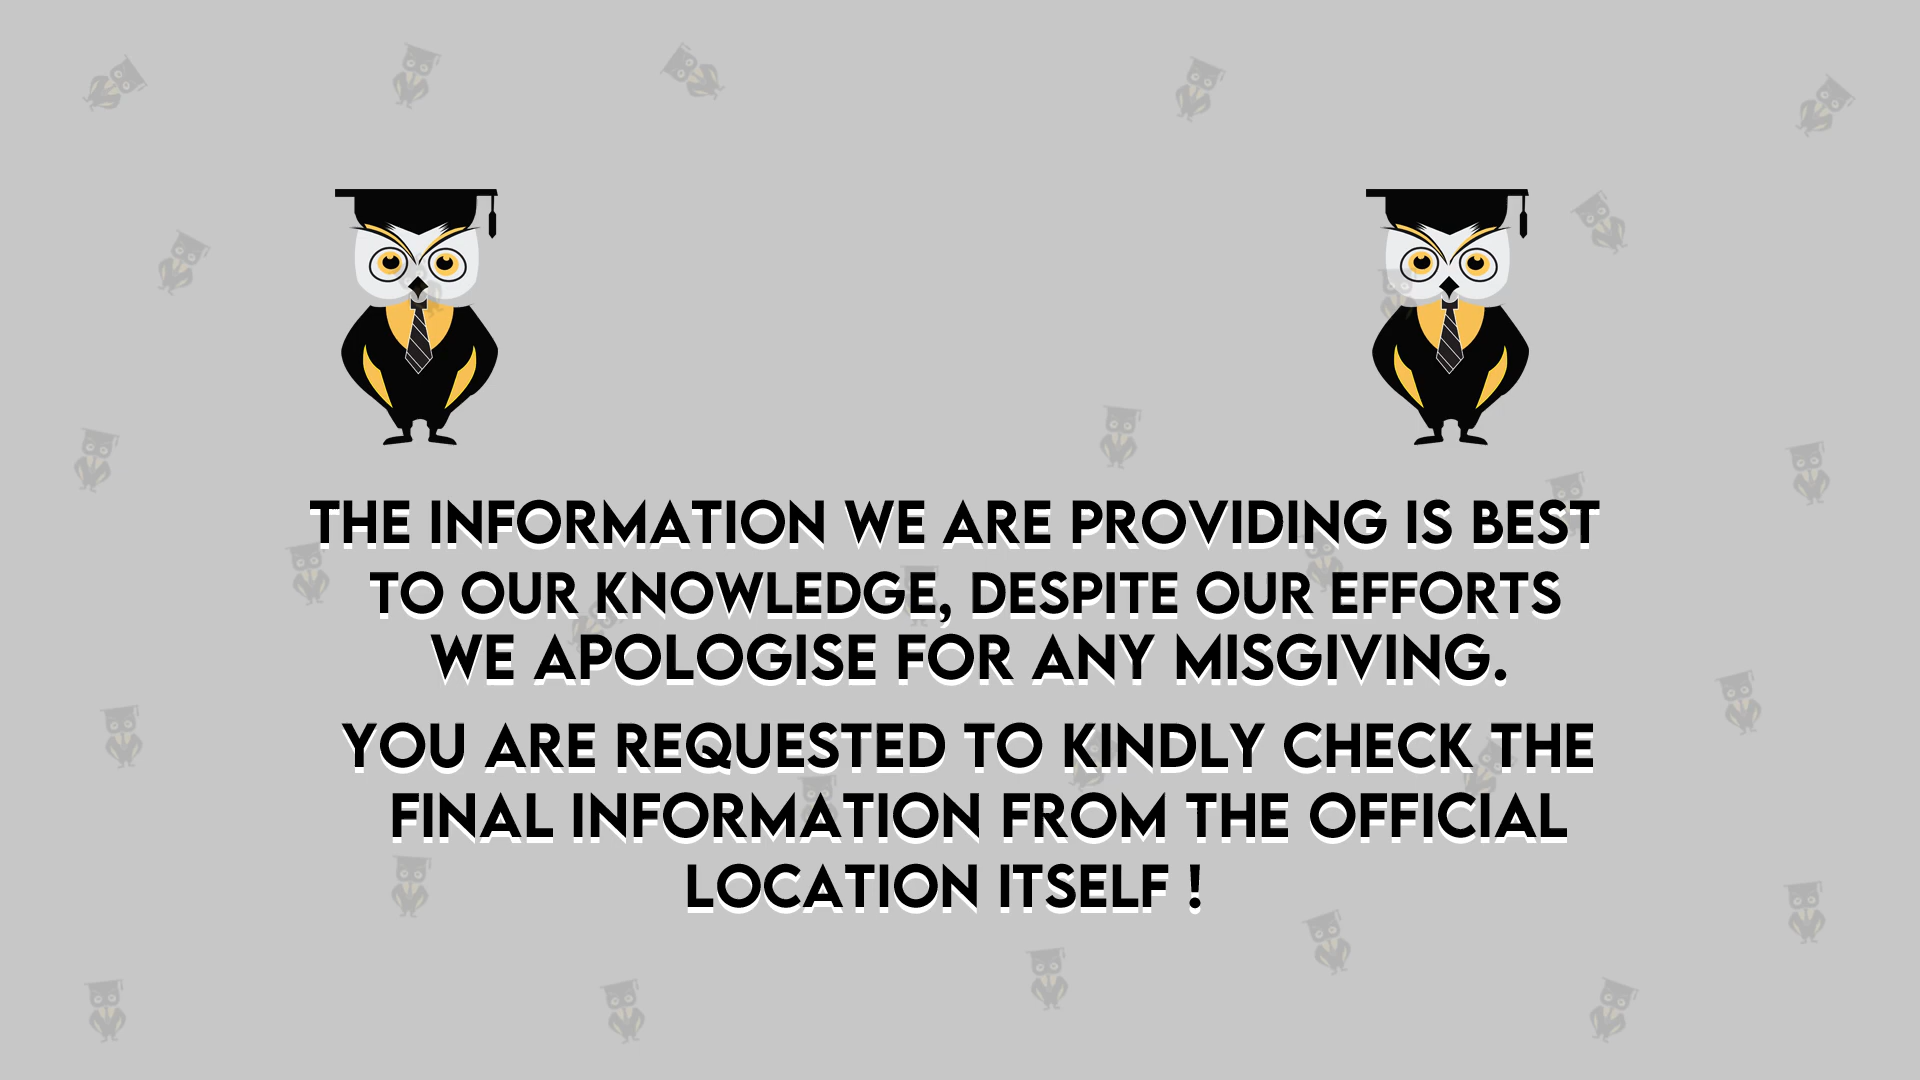 THE INFORMATION WE ARE PROVIDING IS BEST
TO OUR KNOWLEDGE, DESPITE OUR EFFORTS
WE APOLOGISE FOR ANY MISGIVING.
YOU ARE REQUESTED TO KINDLY CHECK THE
FINAL INFORMATION FROM THE OFFICIAL
LOCATION ITSELF !